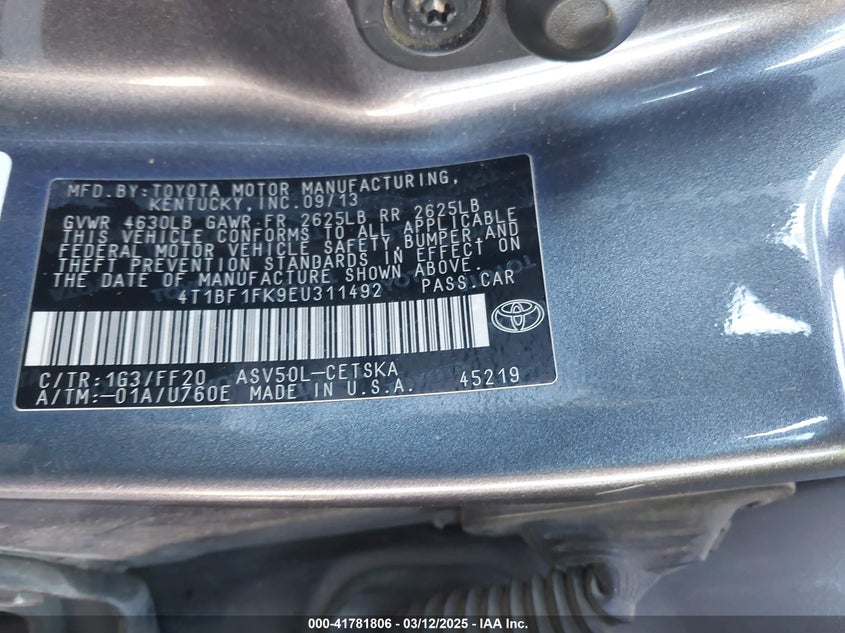 MFD. BY: TOYOTA MOTOR MANUFACTURING,
KENTUCKY, INC. 09/13
GVWR 4630LB GAWR FR 2625LB RR 2625LB
THIS VEHICLE CONFORMS TO ALL APPLICABLE
FEDERAL MOTOR VEHICLE SAFETY, BUMPER AND
THEFT PREVENTION STANDARDS IN EFFECT ON
THE DATE OF MANUFACTURE SHOWN ABOVE.
4T1BF1FK9EU311492 PASS.CAR
C/TR:1G3/FF20 ASV50L-CETSKA
A/TM:-01A/U760E MADE IN U.S.A. 45219
000-41781806 - 03/12/2025 - IAA Inc.